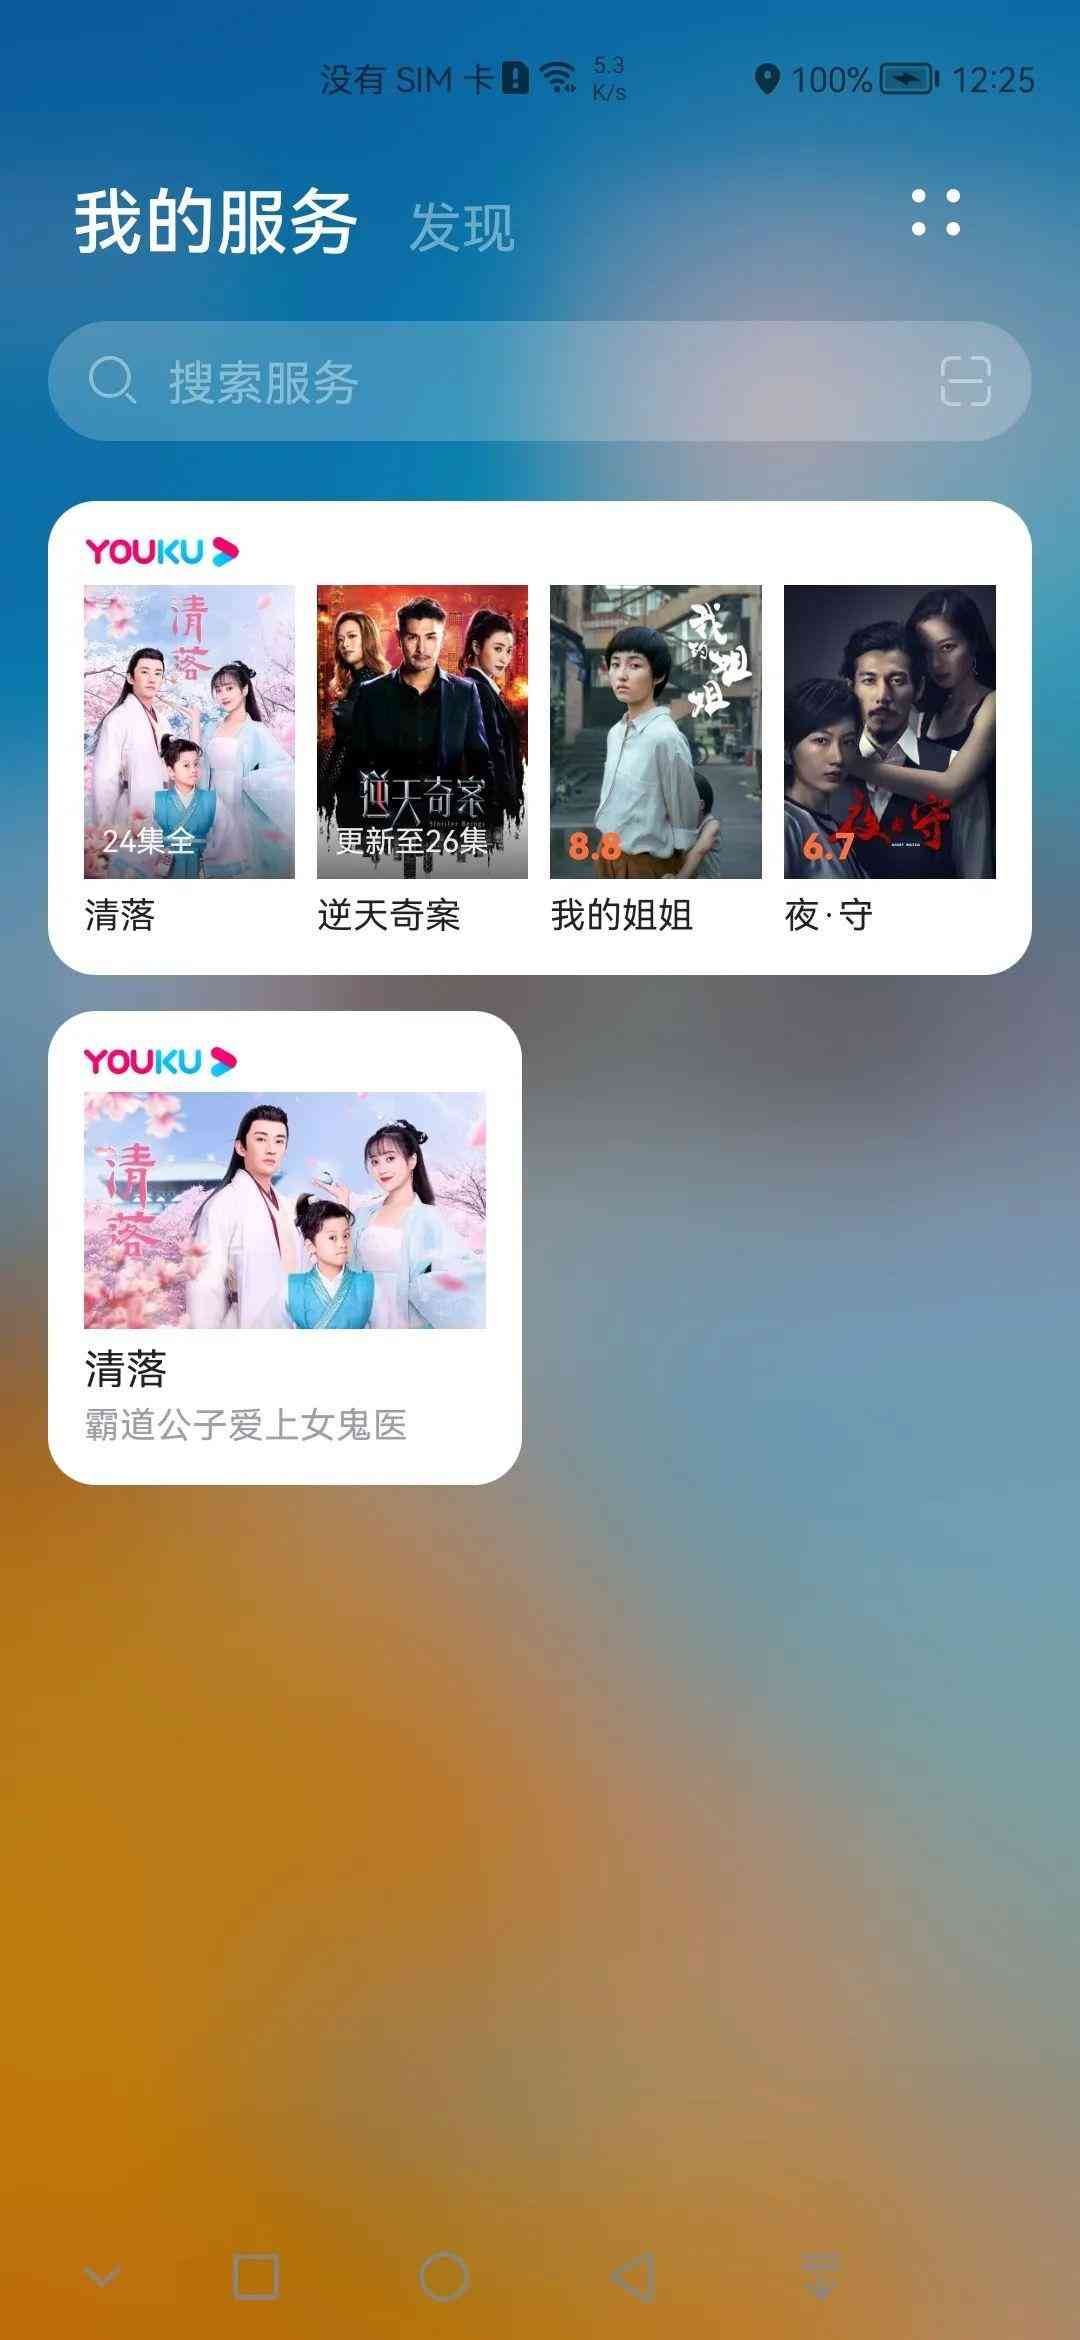 没有 SIM 卡 5.3 K/s 100% 12:25
我的服务 发现
搜索服务
YOUKU
清落
24集全
逆天奇案
Sinister Beings
更新至26集
我的姐姐
8.8
夜·守
NIGHT WATCH
6.7
清落 逆天奇案 我的姐姐 夜·守
YOUKU
清落
清落
霸道公子爱上女鬼医